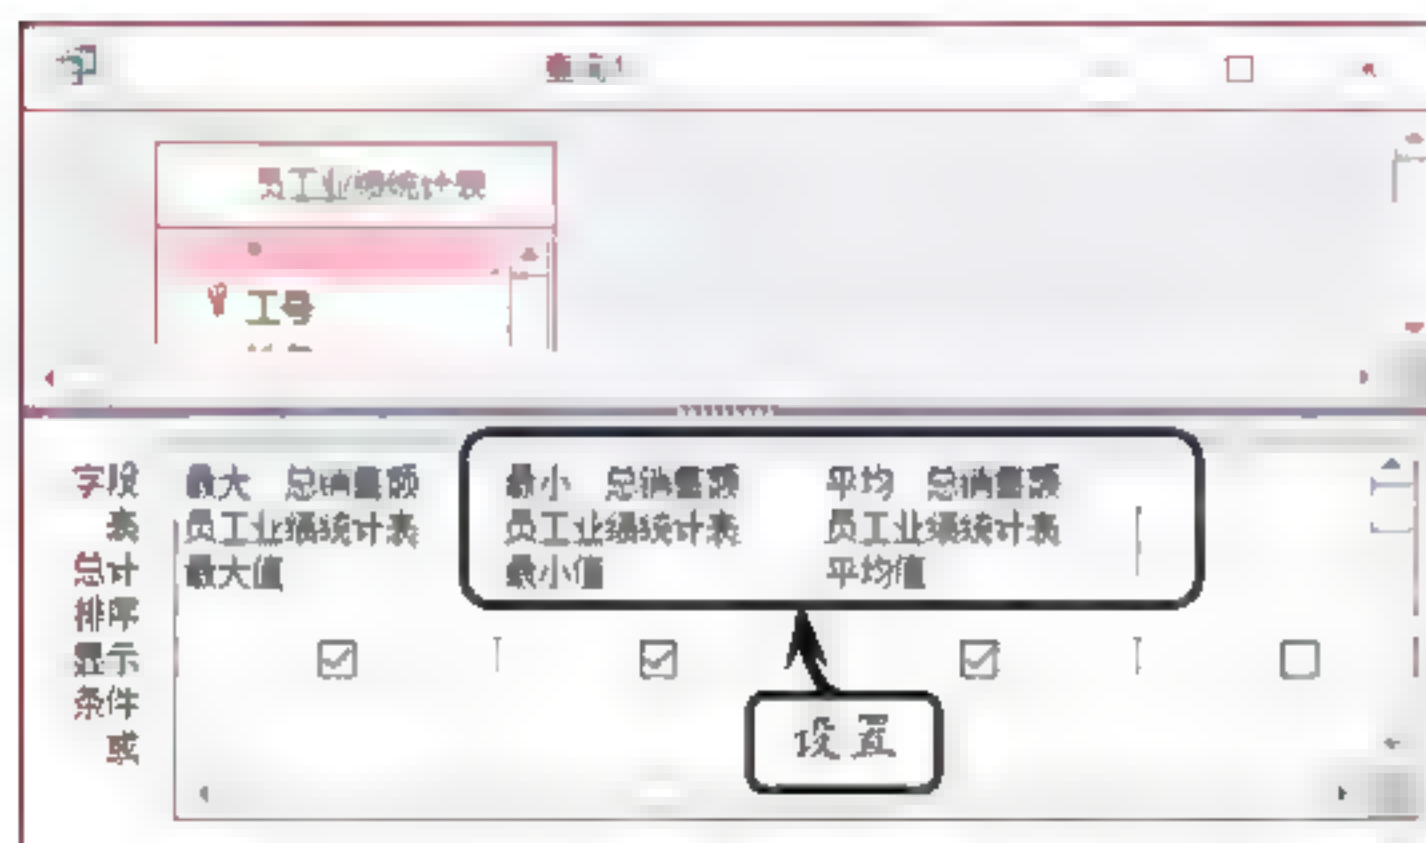 查询1
员工业绩统计表
*
工号
字段 最大 总销售额 最小 总销售额 平均 总销售额
表 员工业绩统计表 员工业绩统计表 员工业绩统计表
总计 最大值 最小值 平均值
排序
显示
条件
或
设置